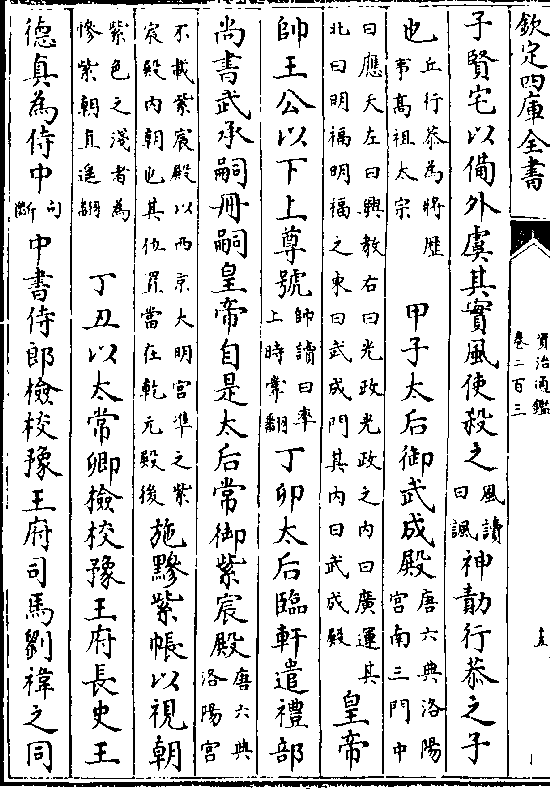 欽定四庫全書
資治通鑑
卷二百三
五
子賢宅以備外虞其實風使殺之風讀曰諷神勣行恭之子
也丘行恭為將歷事高祖太宗甲子太后御武成殿唐六典洛陽宮南三門中
曰應天左曰興教右曰光政光政之内曰廣運其北曰明福明福之東曰武成門其内曰武成殿皇帝
帥王公以下上尊號帥讀曰率上時掌翻丁卯太后臨軒遣禮部
尚書武承嗣冊嗣皇帝自是太后常御紫宸殿唐六典洛陽宮
不載紫宸殿以西京大明宮準之紫宸殿内朝也其位置當在乾元殿後施黲紫帳以視朝
紫色之淺者為慘紫朝直遥翻丁丑以太常卿檢校豫王府長史王
德真為侍中句斷中書侍郎檢校豫王府司馬劉禕之同